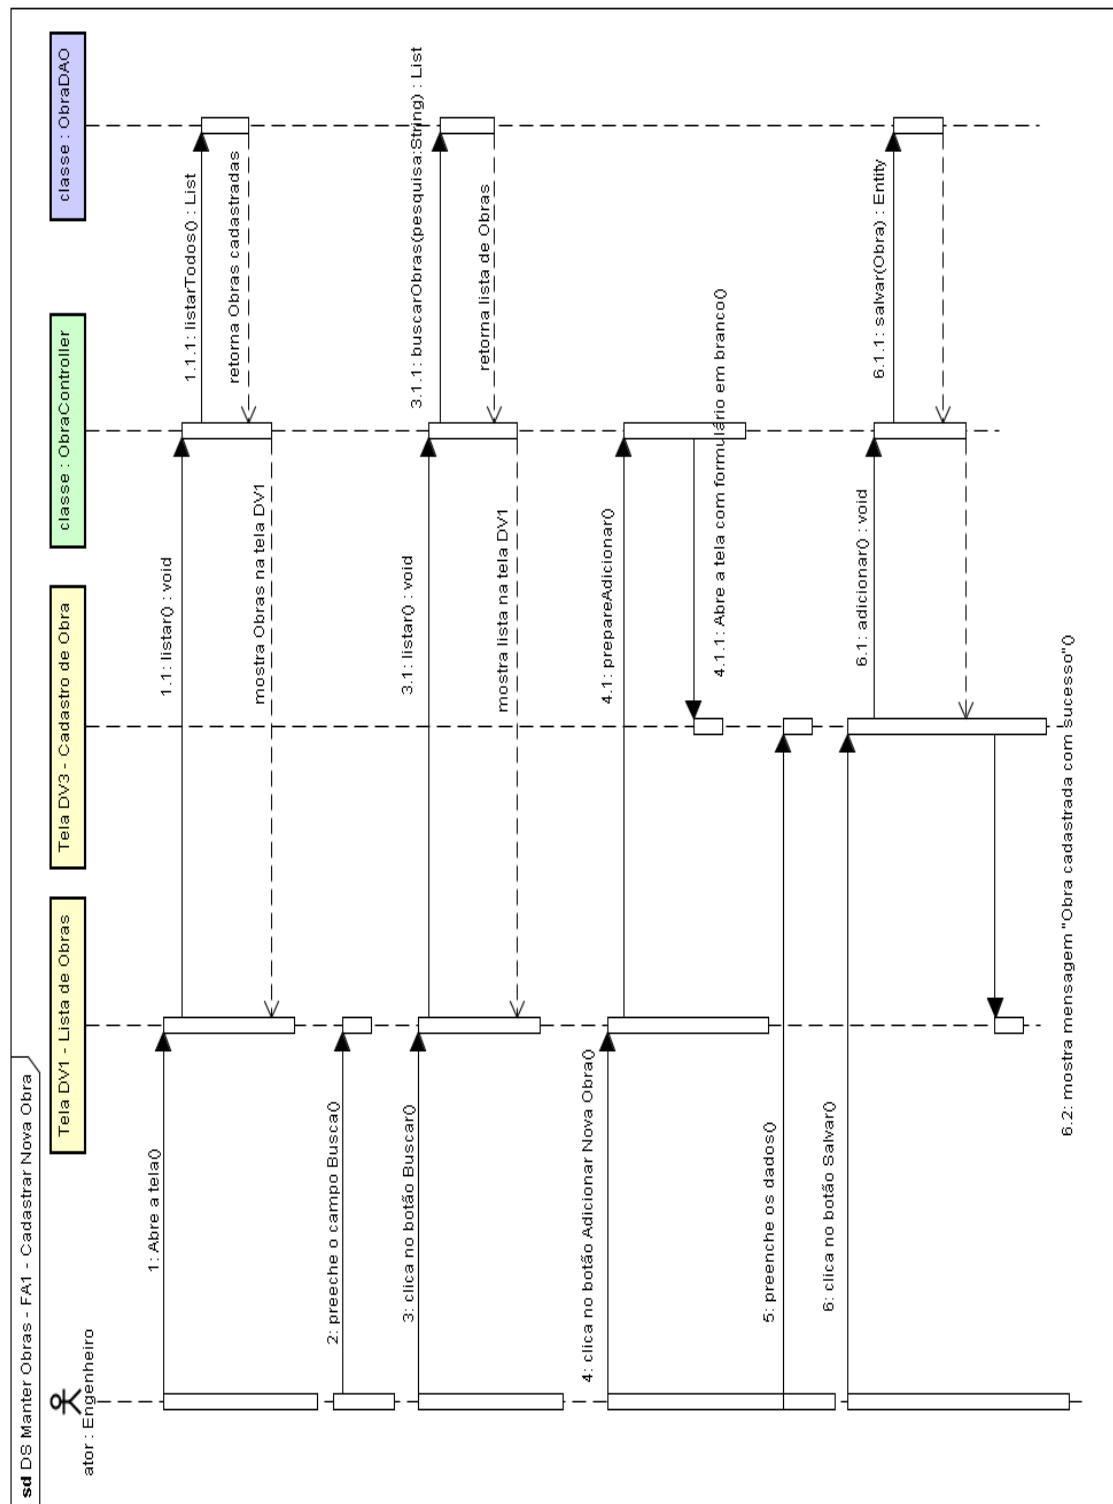 sd DS Manter Obras - FA1 - Cadastrar Nova Obra
ator : Engenheiro
Tela DV1 - Lista de Obras
Tela DV3 - Cadastro de Obra
classe : ObraController
classe : ObraDAO
1: Abre a tela()
1.1: listar() : void
1.1.1: listarTodos() : List
retorna Obras cadastradas
mostra Obras na tela DV1
2: preeche o campo Busca()
3: clica no botão Buscar()
3.1: listar() : void
3.1.1: buscarObras(pesquisa:String) : List
retorna lista de Obras
mostra lista na tela DV1
4: clica no botão Adicionar Nova Obra()
4.1: prepareAdicionar()
4.1.1: Abre a tela com formulário em branco()
5: preenche os dados()
6: clica no botão Salvar()
6.1: adicionar() : void
6.1.1: salvar(Obra) : Entity
6.2: mostra mensagem "Obra cadastrada com sucesso"()